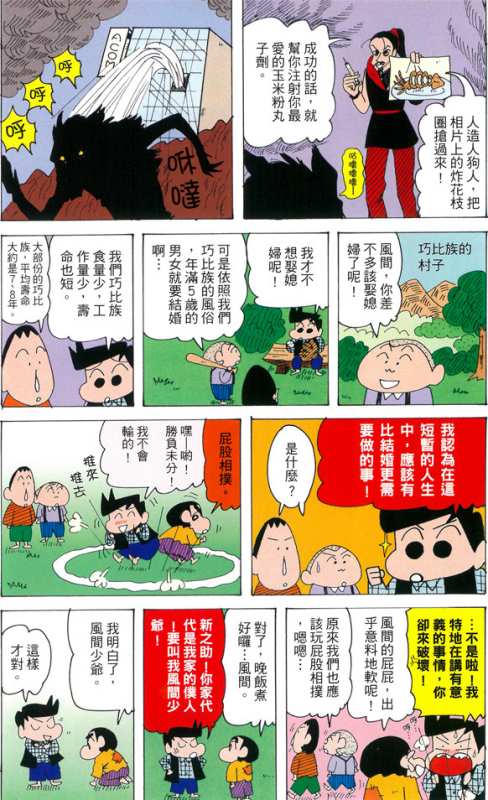 人造人狗人，把
相片上的炸花枝
圈搶過來！
成功的話，就
幫你注射你最
愛的玉米粉丸
子劑。
呼
呼
呼
啾
噠
巧比族的
村子
風間，你差
不多該娶媳
婦了呢！
我才不
想娶媳
婦呢！
可是依照我們
巧比族的風俗
，年滿5歲的
男女就要結婚
啊…
我們巧比族
食量少，工
作量少，壽
命也短。
大部份的巧比
族，平均壽命
大約是7、8年。
我認為在這
短暫的人生
中，應該有
比結婚更需
要做的事！
是什麼？
屁股相撲。
嘿—喲！
勝負未分！
我不會
輸的！
推來
推去
…不是啦！我
特地在講有意
義的事情，你
卻來破壞！
呼…
呼…
風間的屁屁，出
乎意料地軟呢！
原來我們也應
該玩屁股相撲
，嗯嗯…
對了，晚飯煮
好囉…風間。
新之助！你家代
代是我家的僕人
！要叫我風間少
爺！
我明白了，
風間少爺。
這樣
才對。